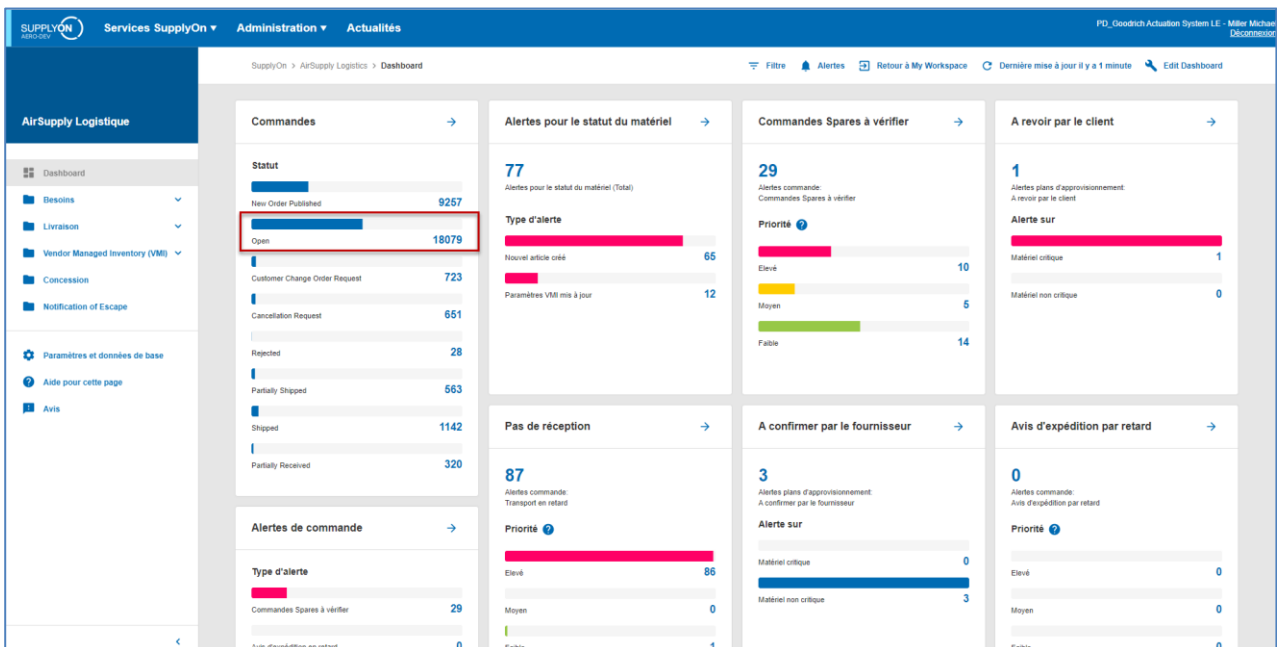 SUPPLYON
AERO-DEV
Services SupplyOn
Administration
Actualités
PD_Goodrich Actuation System LE - Miller Michael
Déconnexion
SupplyOn > AirSupply Logistics > Dashboard
Filtre
Alertes
Retour à My Workspace
Dernière mise à jour il y a 1 minute
Edit Dashboard
AirSupply Logistique
Dashboard
Besoins
Livraison
Vendor Managed Inventory (VMI)
Concession
Notification of Escape
Paramètres et données de base
Aide pour cette page
Avis
Commandes
Statut
New Order Published 9257
Open 18079
Customer Change Order Request 723
Cancellation Request 651
Rejected 28
Partially Shipped 563
Shipped 1142
Partially Received 320
Alertes de commande
Type d'alerte
Commandes Spares à vérifier 29
Avis d'expédition en retard 0
Alertes pour le statut du matériel
77
Alertes pour le statut du matériel (Total)
Type d'alerte
Nouvel article créé 65
Paramètres VMI mis à jour 12
Pas de réception
87
Alertes commande:
Transport en retard
Priorité ?
Elevé 86
Moyen 0
Faible 1
Commandes Spares à vérifier
29
Alertes commande:
Commandes Spares à vérifier
Priorité ?
Elevé 10
Moyen 5
Faible 14
A confirmer par le fournisseur
3
Alertes plans d'approvisionnement:
A confirmer par le fournisseur
Alerte sur
Matériel critique 0
Matériel non critique 3
A revoir par le client
1
Alertes plans d'approvisionnement:
A revoir par le client
Alerte sur
Matériel critique 1
Matériel non critique 0
Avis d'expédition par retard
0
Alertes commande:
Avis d'expédition par retard
Priorité ?
Elevé 0
Moyen 0
Faible 0